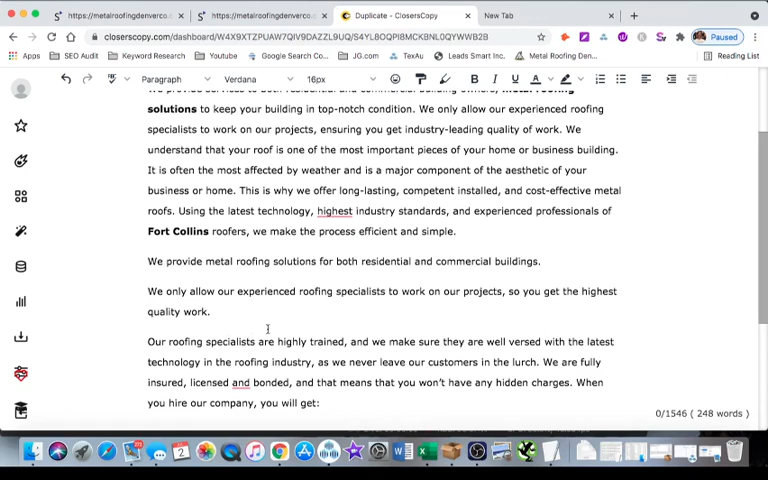 https://metalroofingdenverco.c
https://metalroofingdenverco.c
Duplicate - ClosersCopy
New Tab
closerscopy.com/dashboard/W4X9XTZPUAW7QIV9DAZZL9UQ/S4YL8OQPI8MCKBNL0QYWWB2B
Paused
Apps
SEO Audit
Keyword Research
Youtube
Google Search Co...
JG.com
TexAu
Leads Smart Inc.
Metal Roofing Den...
Reading List
Paragraph
Verdana
16px
B I U A
We provide services to both residential and commercial building owners, metal roofing
solutions to keep your building in top-notch condition. We only allow our experienced roofing
specialists to work on our projects, ensuring you get industry-leading quality of work. We
understand that your roof is one of the most important pieces of your home or business building.
It is often the most affected by weather and is a major component of the aesthetic of your
business or home. This is why we offer long-lasting, competent installed, and cost-effective metal
roofs. Using the latest technology, highest industry standards, and experienced professionals of
Fort Collins roofers, we make the process efficient and simple.
We provide metal roofing solutions for both residential and commercial buildings.
We only allow our experienced roofing specialists to work on our projects, so you get the highest
quality work.
Our roofing specialists are highly trained, and we make sure they are well versed with the latest
technology in the roofing industry, as we never leave our customers in the lurch. We are fully
insured, licensed and bonded, and that means that you won't have any hidden charges. When
you hire our company, you will get:
0/1546 ( 248 words )